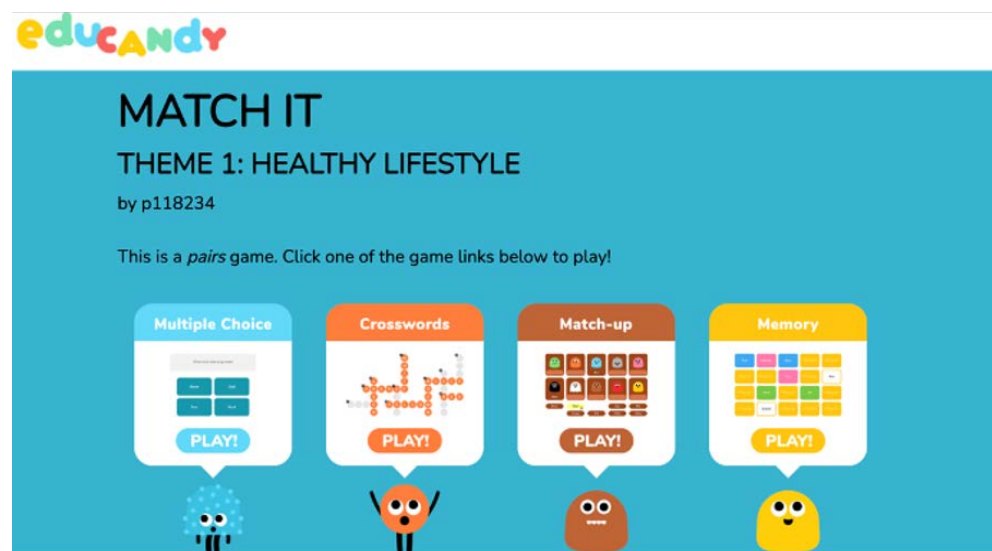 eduCANdY
MATCH IT
THEME 1: HEALTHY LIFESTYLE
by p118234
This is a pairs game. Click one of the game links below to play!
Multiple Choice
Crosswords
Match-up
Memory
PLAY!
PLAY!
PLAY!
PLAY!